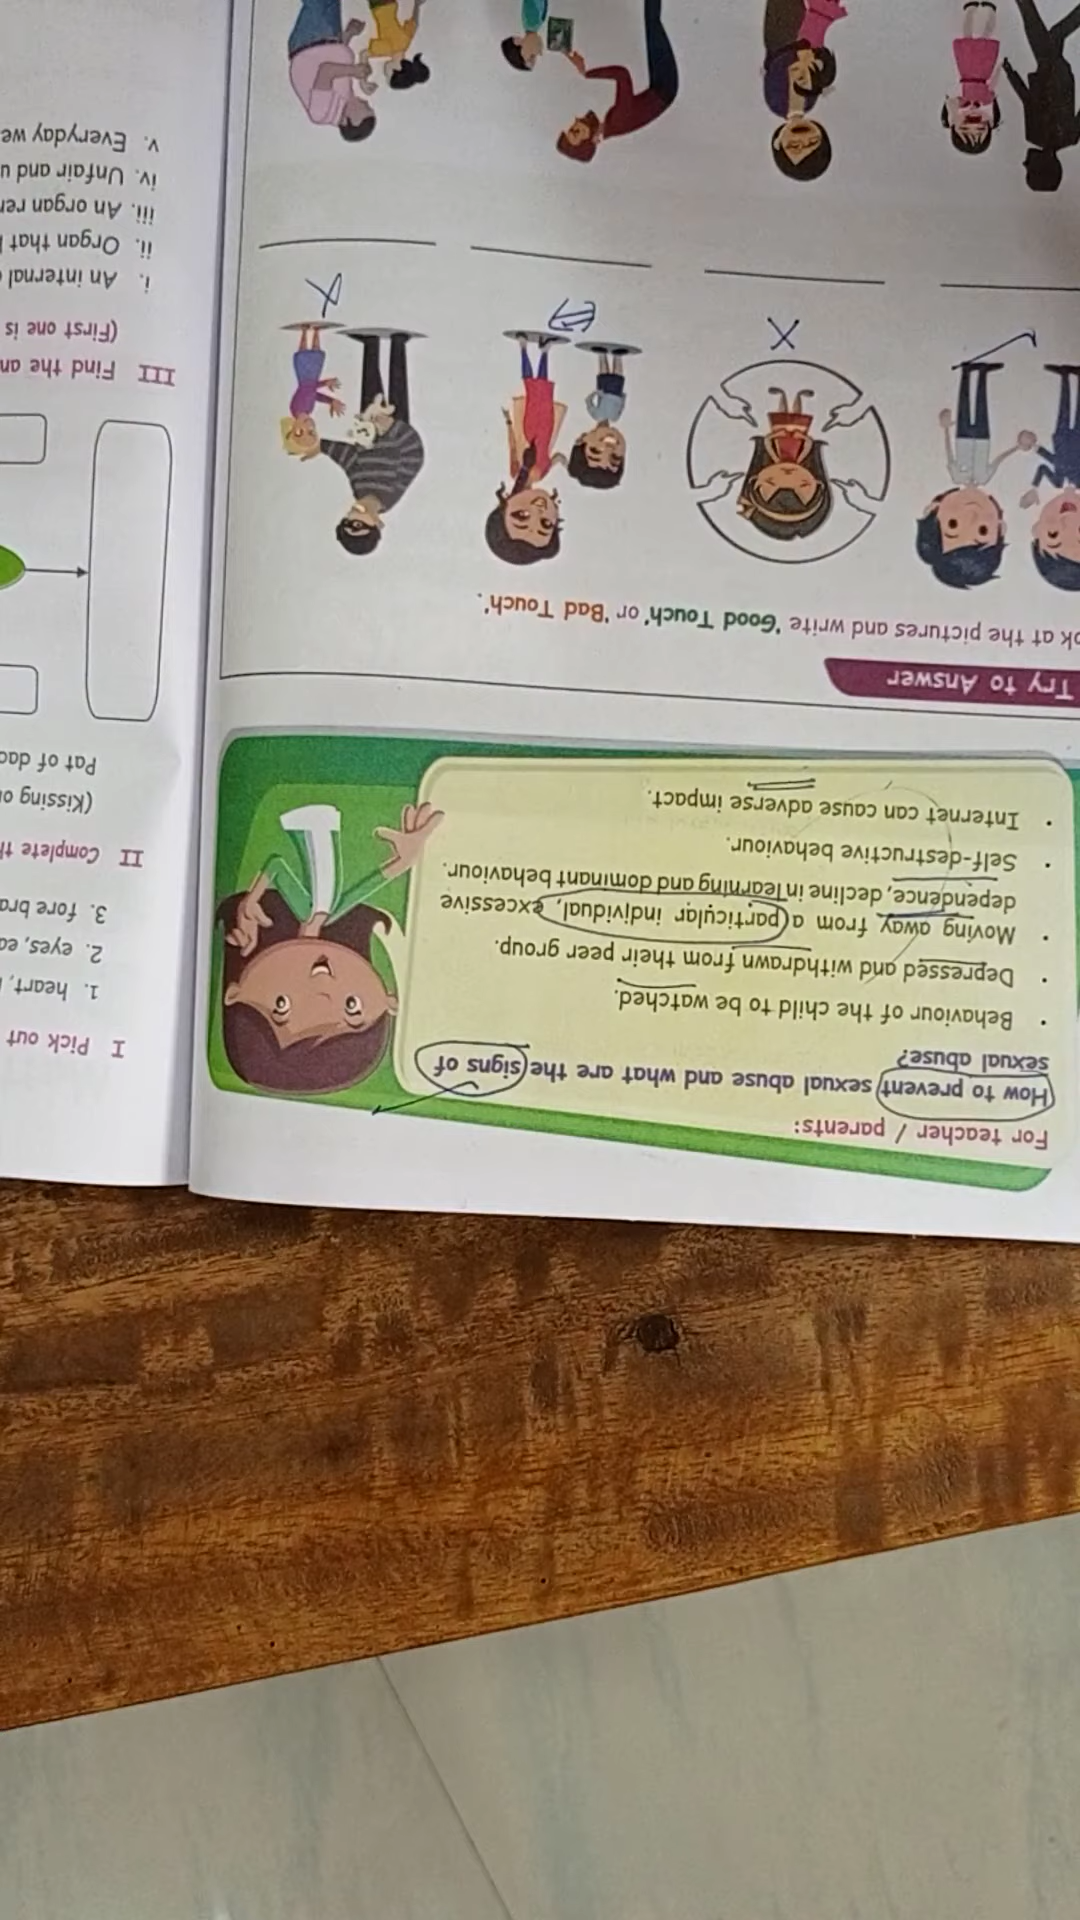 For teacher / parents:
How to prevent sexual abuse and what are the signs of
sexual abuse?
• Behaviour of the child to be watched.
• Depressed and withdrawn from their peer group.
• Moving away from a particular individual, excessive
dependence, decline in learning and dominant behaviour.
• Self-destructive behaviour.
• Internet can cause adverse impact.
Try to Answer
at the pictures and write 'Good Touch' or 'Bad Touch'.
I Pick out
1. heart,
2. eyes,
3. fore
II Complete
(Kissing
Pat of
III Find the
(First one is
i. An internal
ii. Organ that
iii. An organ
iv. Unfair and
v. Everyday